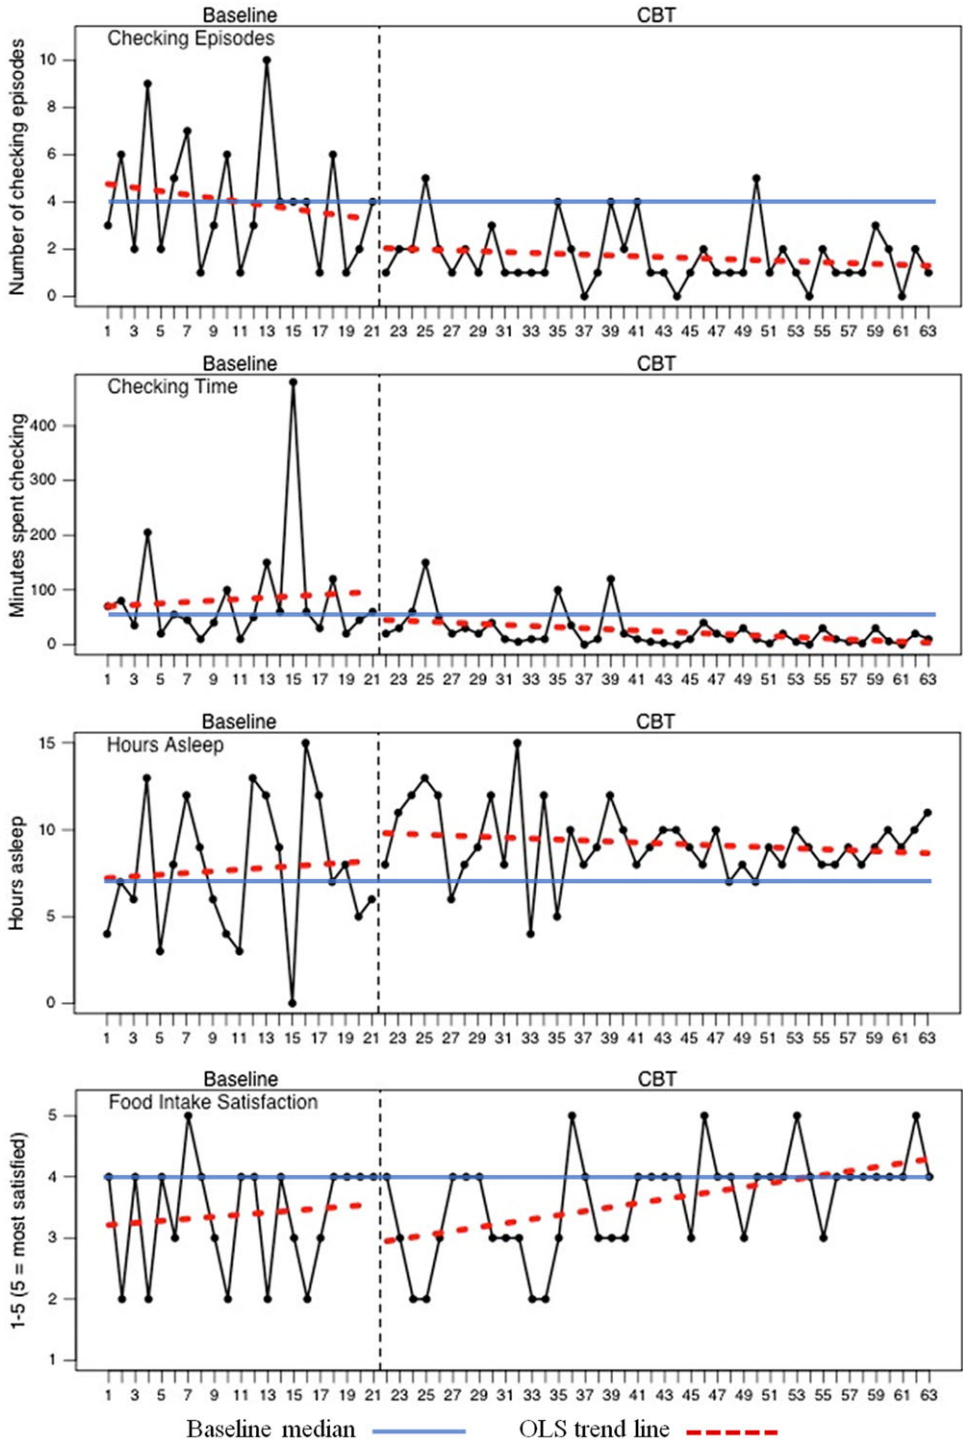 Baseline CBT
Checking Episodes
Number of checking episodes
10
8
6
4
2
0
1 3 5 7 9 11 13 15 17 19 21 23 25 27 29 31 33 35 37 39 41 43 45 47 49 51 53 55 57 59 61 63
Baseline CBT
Checking Time
Minutes spent checking
400
300
200
100
0
1 3 5 7 9 11 13 15 17 19 21 23 25 27 29 31 33 35 37 39 41 43 45 47 49 51 53 55 57 59 61 63
Baseline CBT
Hours Asleep
Hours asleep
15
10
5
0
1 3 5 7 9 11 13 15 17 19 21 23 25 27 29 31 33 35 37 39 41 43 45 47 49 51 53 55 57 59 61 63
Baseline CBT
Food Intake Satisfaction
1-5 (5 = most satisfied)
5
4
3
2
1
1 3 5 7 9 11 13 15 17 19 21 23 25 27 29 31 33 35 37 39 41 43 45 47 49 51 53 55 57 59 61 63
Baseline median OLS trend line